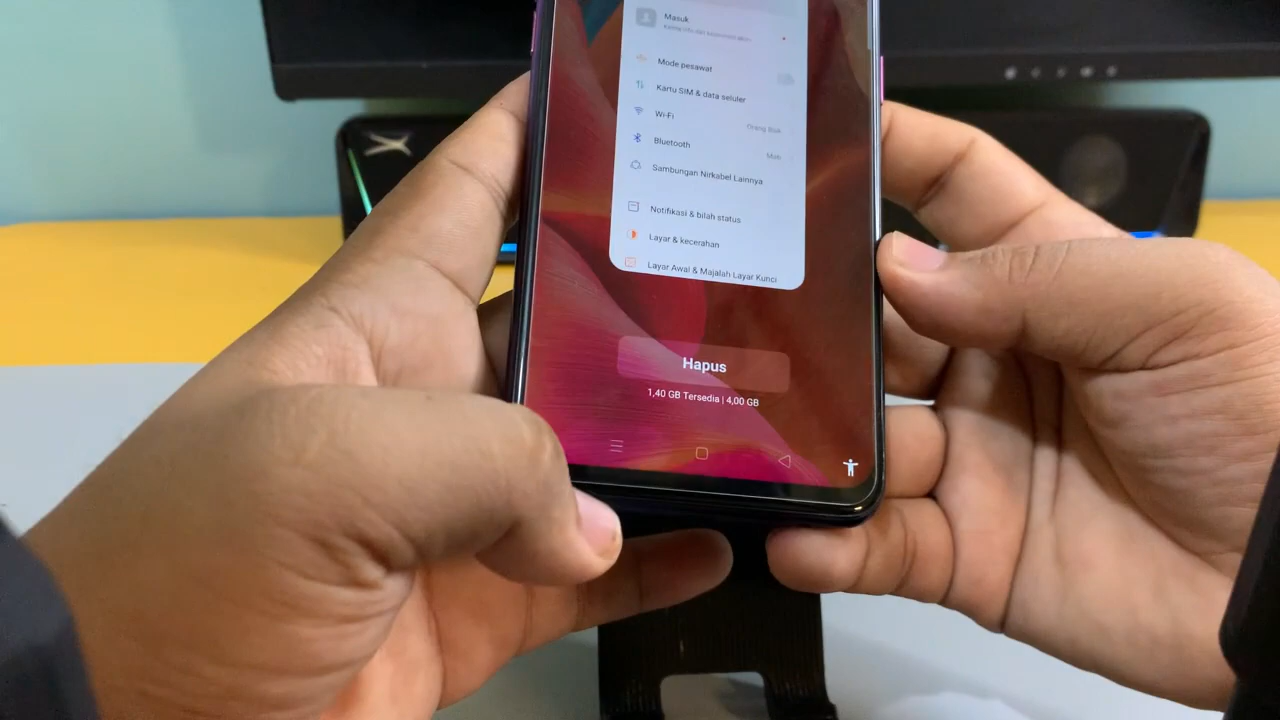 Masuk
Mode pesawat
Kartu SIM & data seluler
Wi-Fi
Bluetooth
Sambungan Nirkabel Lainnya
Notifikasi & bilah status
Layar & kecerahan
Layar Awal & Majalah Layar Kunci
Hapus
1,40 GB Tersedia | 4,00 GB